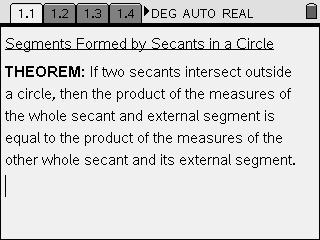 1.1 1.2 1.3 1.4 DEG AUTO REAL
Segments Formed by Secants in a Circle
THEOREM: If two secants intersect outside
a circle, then the product of the measures of
the whole secant and external segment is
equal to the product of the measures of the
other whole secant and its external segment.